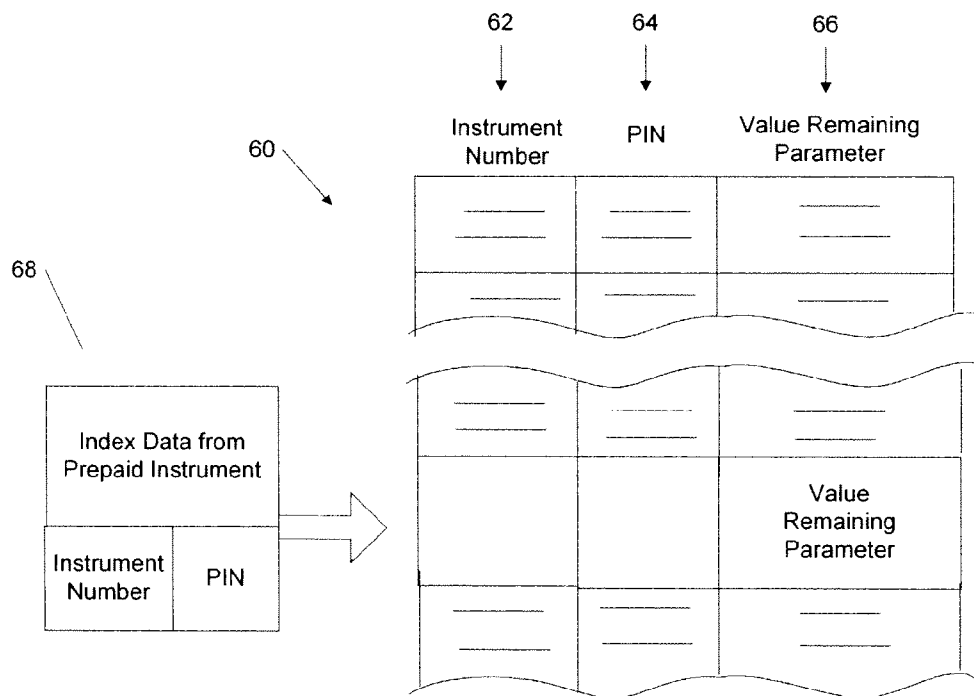 62
64
66
Instrument
Number
PIN
Value Remaining
Parameter
60
68
Index Data from
Prepaid Instrument
Instrument
Number
PIN
Value
Remaining
Parameter